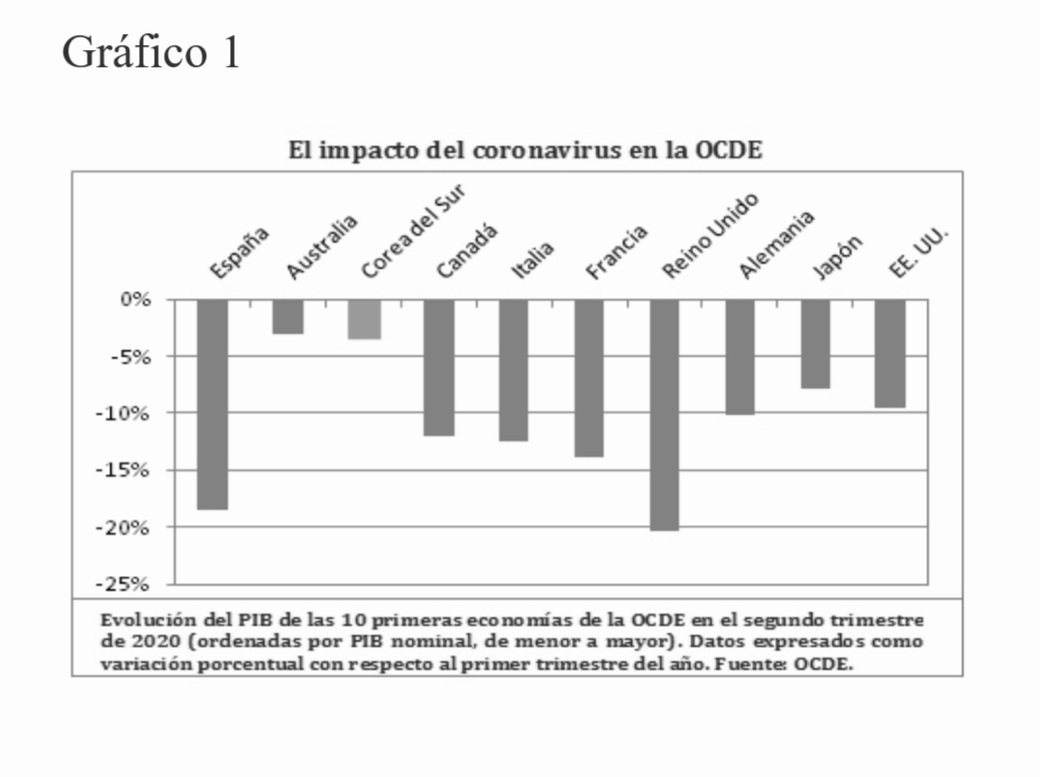 Gráfico 1
El impacto del coronavirus en la OCDE
España
Australia
Corea del Sur
Canadá
Italia
Francia
Reino Unido
Alemania
Japón
EE. UU.
0%
-5%
-10%
-15%
-20%
-25%
Evolución del PIB de las 10 primeras economías de la OCDE en el segundo trimestre
de 2020 (ordenadas por PIB nominal, de menor a mayor). Datos expresados como
variación porcentual con respecto al primer trimestre del año. Fuente: OCDE.